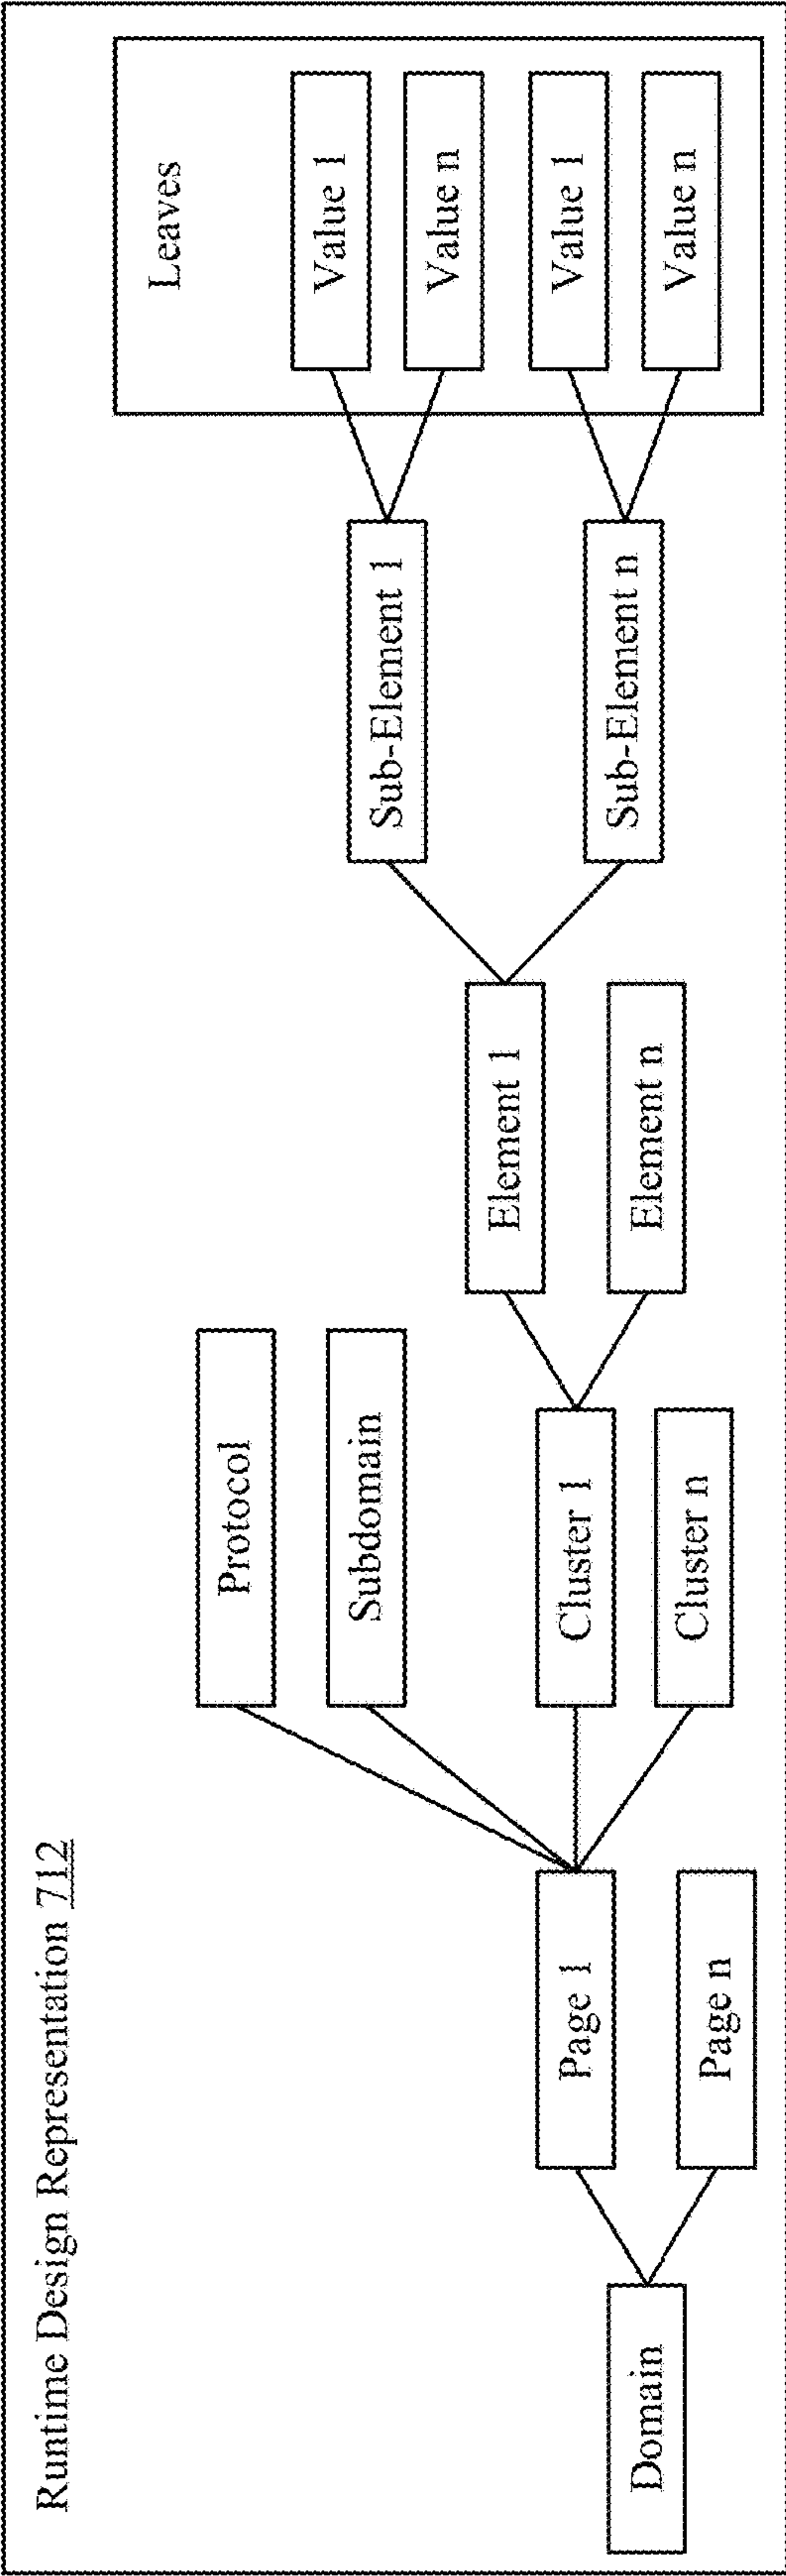 Runtime Design Representation 712
Domain
Page 1
Page n
Protocol
Subdomain
Cluster 1
Cluster n
Element 1
Element n
Sub-Element 1
Sub-Element n
Leaves
Value 1
Value n
Value 1
Value n